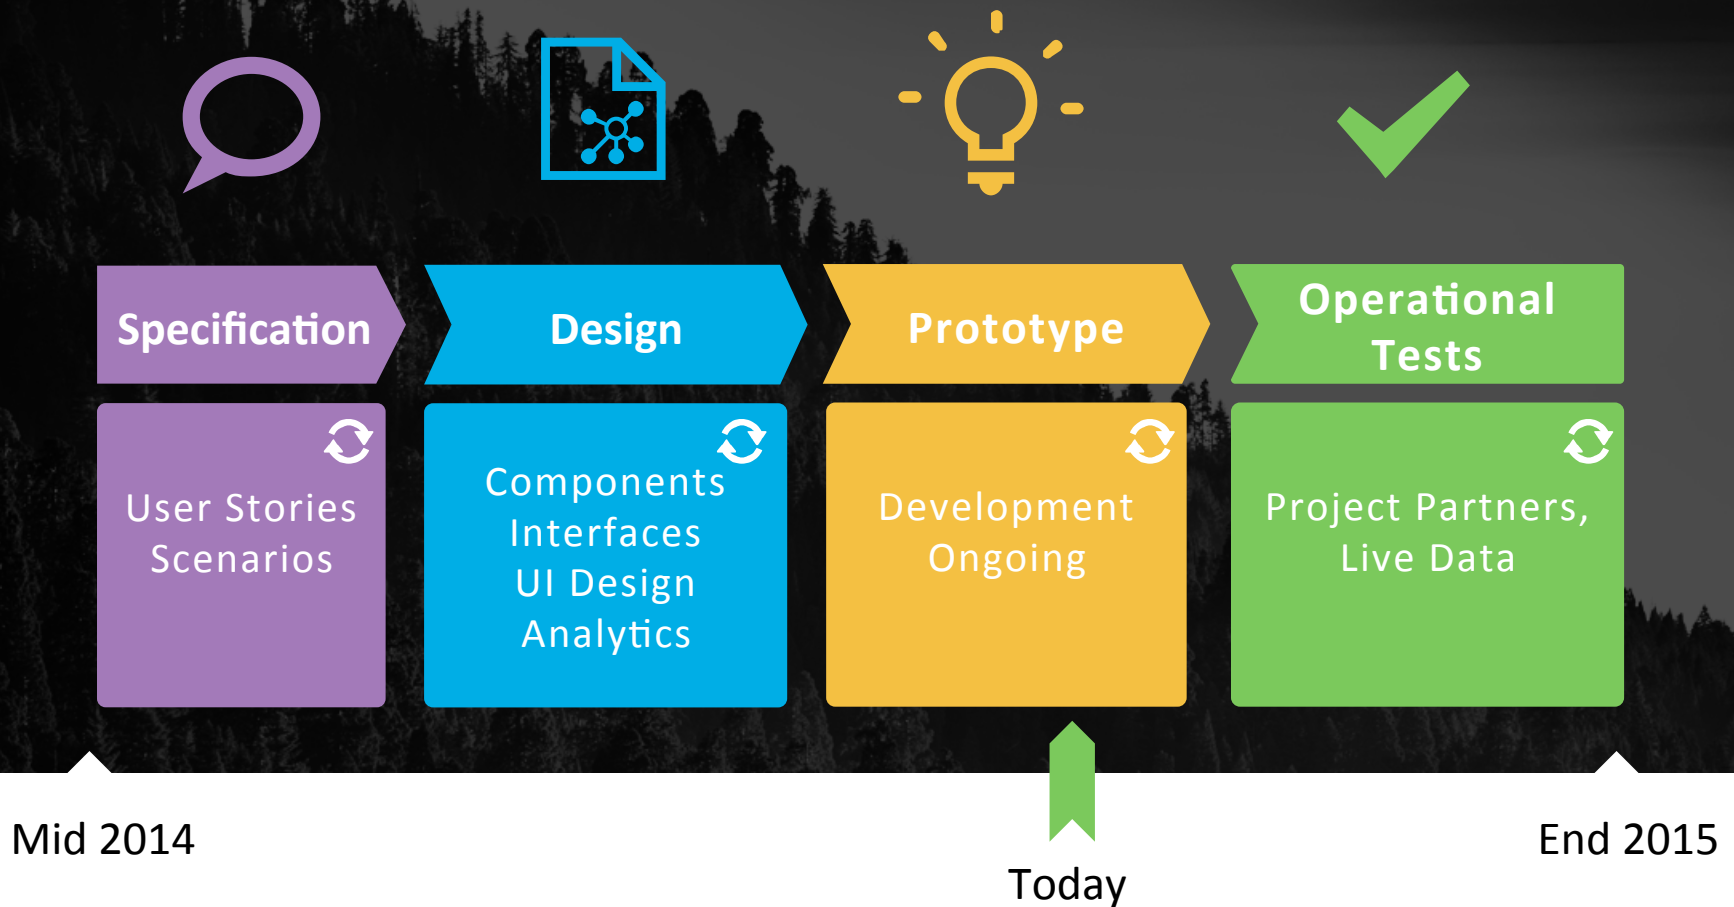 Specification
Design
Prototype
Operational
Tests
User Stories
Scenarios
Components
Interfaces
UI Design
Analytics
Development
Ongoing
Project Partners,
Live Data
Mid 2014
Today
End 2015